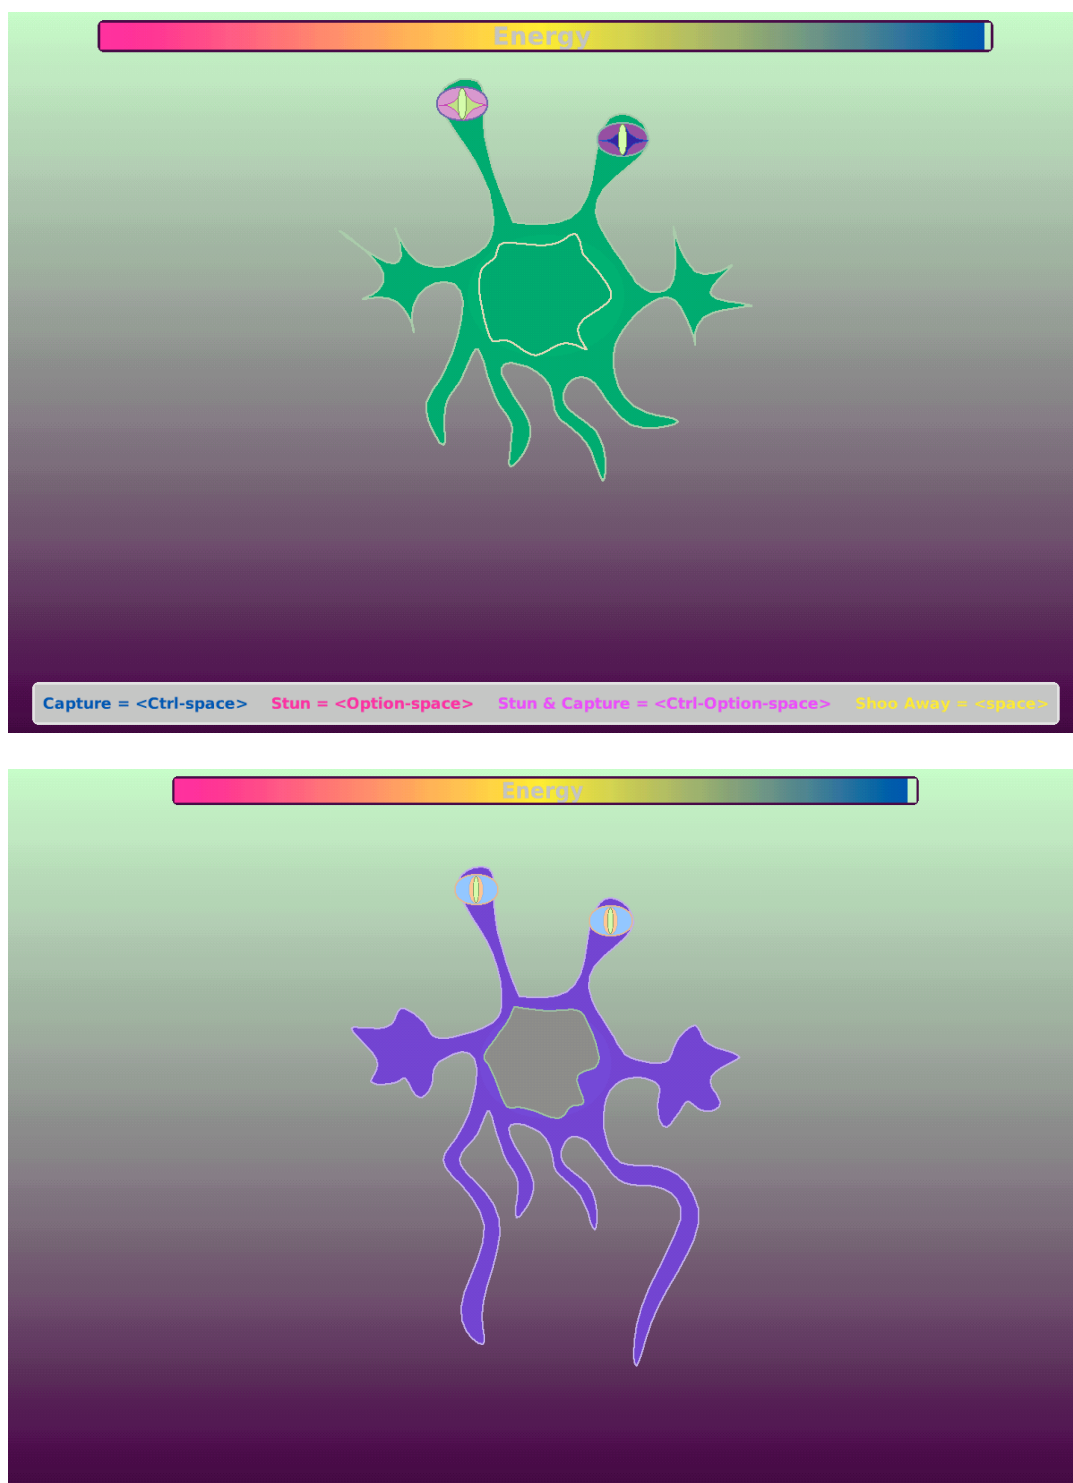 Energy
Capture = <Ctrl-space> Stun = <Option-space> Stun & Capture = <Ctrl-Option-space> Shoo Away = <space>
Energy